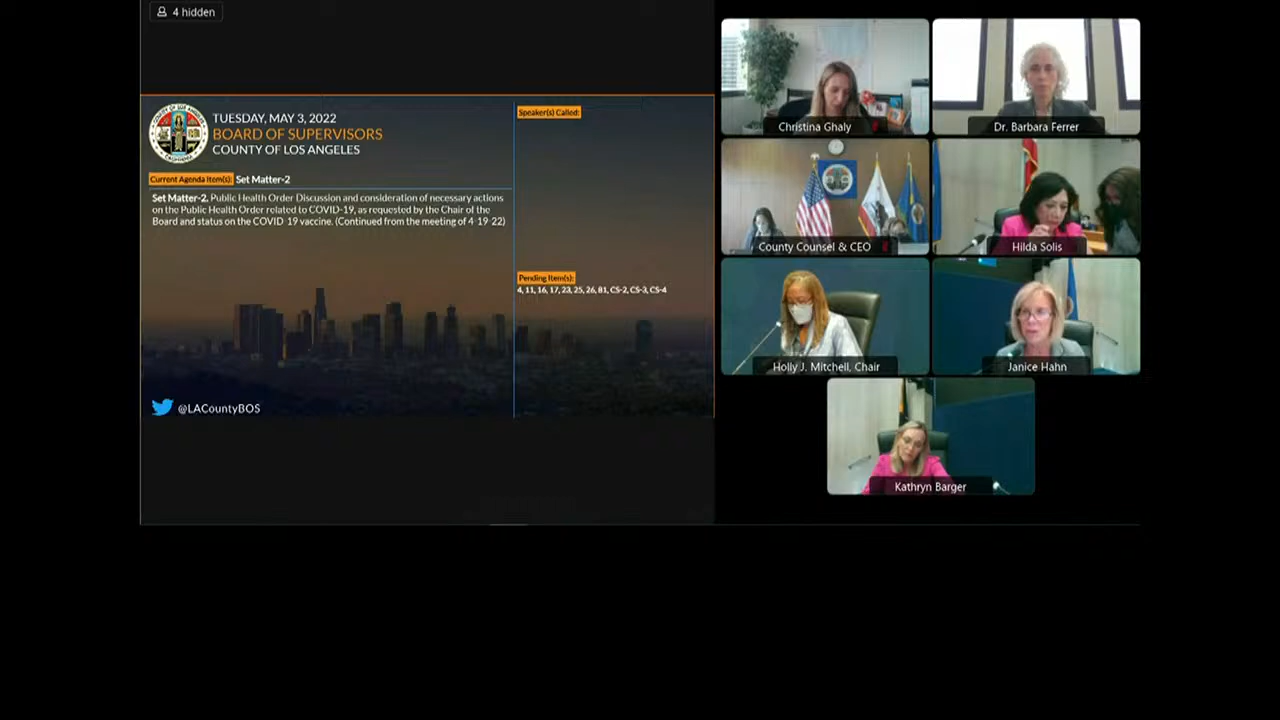 4 hidden
TUESDAY, MAY 3, 2022
BOARD OF SUPERVISORS
COUNTY OF LOS ANGELES
Current Agenda Item(s): Set Matter-2
Set Matter-2. Public Health Order Discussion and consideration of necessary actions
on the Public Health Order related to COVID-19, as requested by the Chair of the
Board and status on the COVID-19 vaccine. (Continued from the meeting of 4-19-22)
@LACountyBOS
Speaker(s) Called:
Pending Item(s):
4, 11, 16, 17, 23, 25, 26, 81, CS-2, CS-3, CS-4
Christina Ghaly
Dr. Barbara Ferrer
County Counsel & CEO
Hilda Solis
Holly J. Mitchell, Chair
Janice Hahn
Kathryn Barger